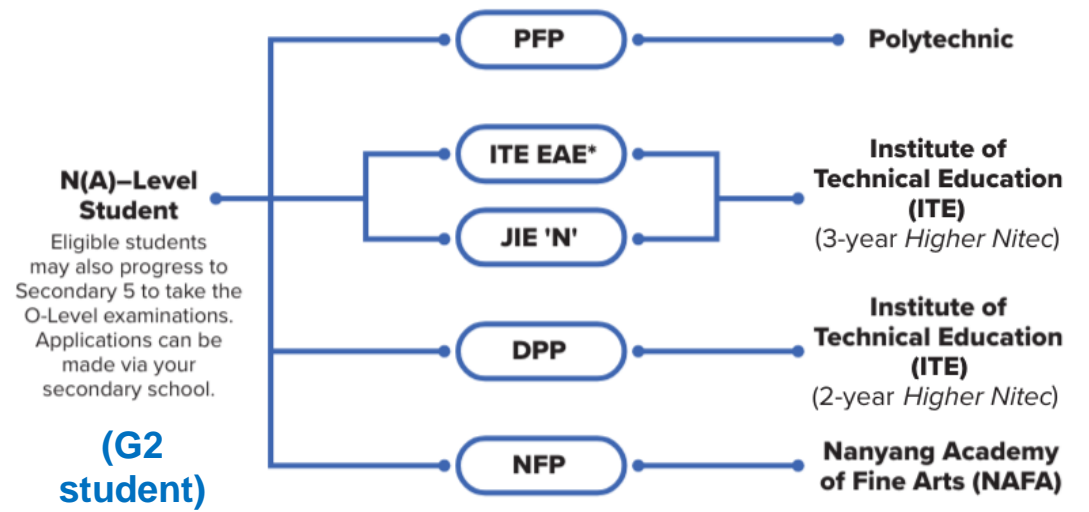 N(A)–Level
Student
Eligible students
may also progress to
Secondary 5 to take the
O-Level examinations.
Applications can be
made via your
secondary school.
(G2
student)
PFP
Polytechnic
ITE EAE*
JIE 'N'
Institute of
Technical Education
(ITE)
(3-year Higher Nitec)
DPP
Institute of
Technical Education
(ITE)
(2-year Higher Nitec)
NFP
Nanyang Academy
of Fine Arts (NAFA)